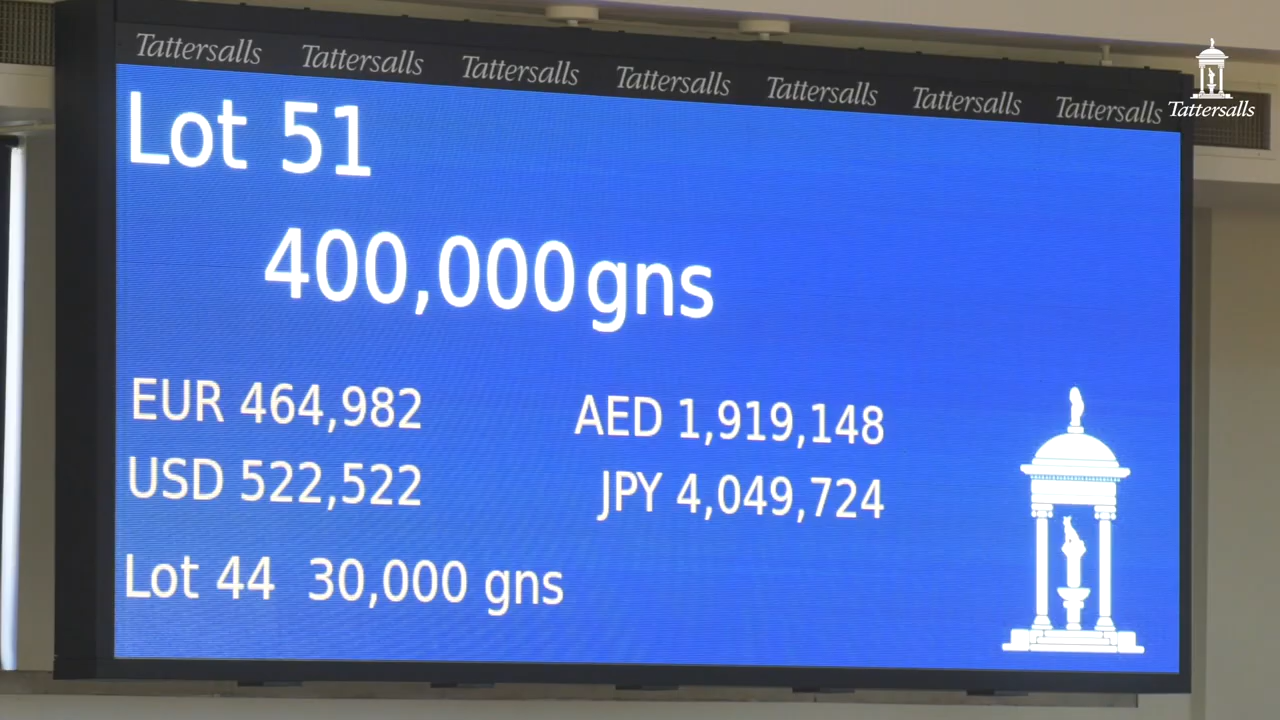 Tattersalls Tattersalls Tattersalls Tattersalls Tattersalls Tattersalls Tattersalls
Tattersalls
Lot 51
400,000 gns
EUR 464,982 AED 1,919,148
USD 522,522 JPY 4,049,724
Lot 44 30,000 gns